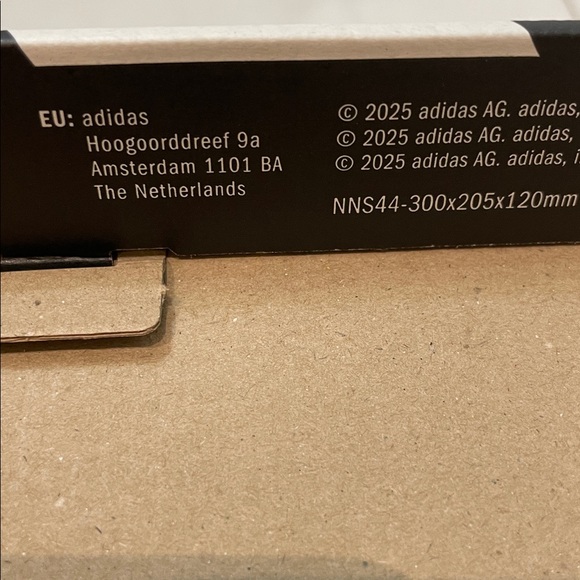 EU: adidas
Hoogoorddreef 9a
Amsterdam 1101 BA
The Netherlands
© 2025 adidas AG. adidas,
© 2025 adidas AG. adidas,
© 2025 adidas AG. adidas,
NNS44-300x205x120mm